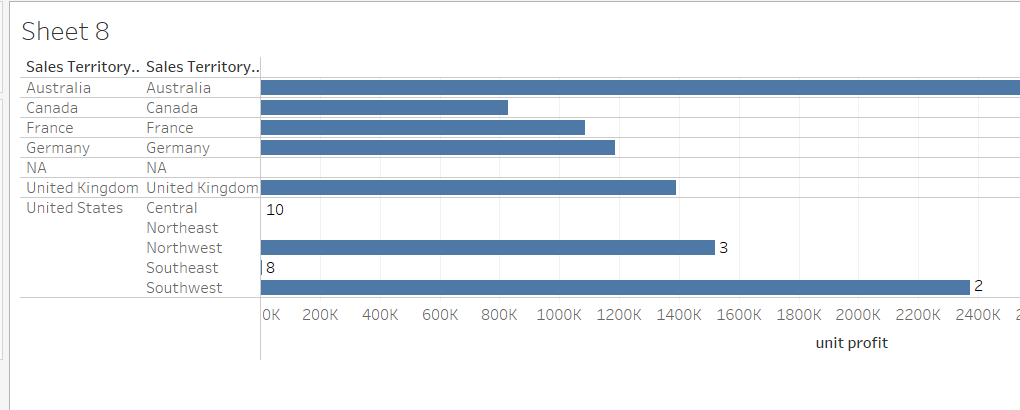 Sheet 8
Sales Territory.. Sales Territory..
Australia Australia
Canada Canada
France France
Germany Germany
NA NA
United Kingdom United Kingdom
United States Central 10
Northeast
Northwest 3
Southeast 8
Southwest 2
0K 200K 400K 600K 800K 1000K 1200K 1400K 1600K 1800K 2000K 2200K 2400K
unit profit